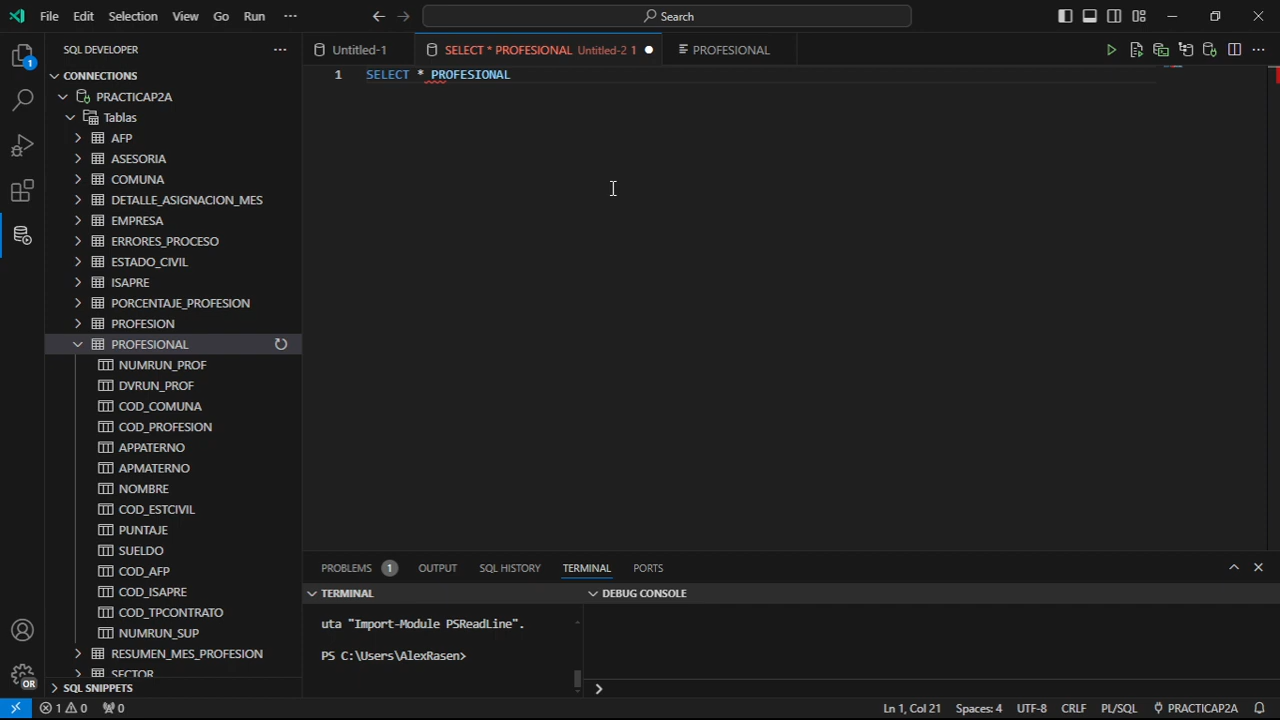 File Edit Selection View Go Run ··· Search
SQL DEVELOPER ···
CONNECTIONS
PRACTICAP2A
Tablas
AFP
ASESORIA
COMUNA
DETALLE_ASIGNACION_MES
EMPRESA
ERRORES_PROCESO
ESTADO_CIVIL
ISAPRE
PORCENTAJE_PROFESION
PROFESION
PROFESIONAL
NUMRUN_PROF
DVRUN_PROF
COD_COMUNA
COD_PROFESION
APPATERNO
APMATERNO
NOMBRE
COD_ESTCIVIL
PUNTAJE
SUELDO
COD_AFP
COD_ISAPRE
COD_TPCONTRATO
NUMRUN_SUP
RESUMEN_MES_PROFESION
SECTOR
SQL SNIPPETS
1
OR
Untitled-1 SELECT * PROFESIONAL Untitled-2 1 PROFESIONAL
1 SELECT * PROFESIONAL
PROBLEMS 1 OUTPUT SQL HISTORY TERMINAL PORTS
TERMINAL
uta "Import-Module PSReadLine".
PS C:\Users\AlexRasen>
DEBUG CONSOLE
1 0 0 Ln 1, Col 21 Spaces: 4 UTF-8 CRLF PL/SQL PRACTICAP2A